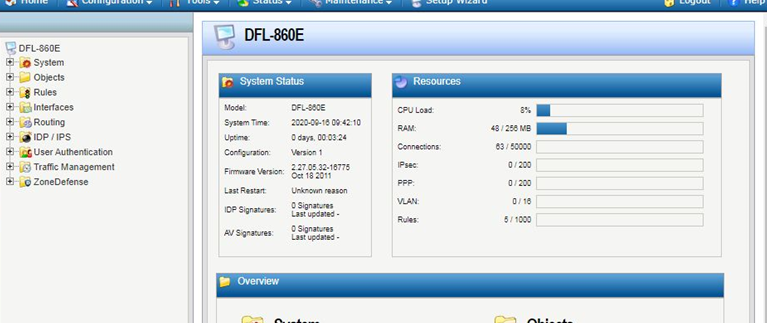 Home Configuration Tools Status Maintenance Setup Wizard Logout Help
DFL-860E
System
Objects
Rules
Interfaces
Routing
IDP / IPS
User Authentication
Traffic Management
ZoneDefense
DFL-860E
System Status
Model: DFL-860E
System Time: 2020-09-16 09:42:10
Uptime: 0 days, 00:03:24
Configuration: Version 1
Firmware Version: 2.27.05.32-16775
Oct 18 2011
Last Restart: Unknown reason
IDP Signatures: 0 Signatures
Last updated -
AV Signatures: 0 Signatures
Last updated -
Resources
CPU Load: 8%
RAM: 48 / 256 MB
Connections: 63 / 50000
IPsec: 0 / 200
PPP: 0 / 200
VLAN: 0 / 16
Rules: 5 / 1000
Overview
System Objects